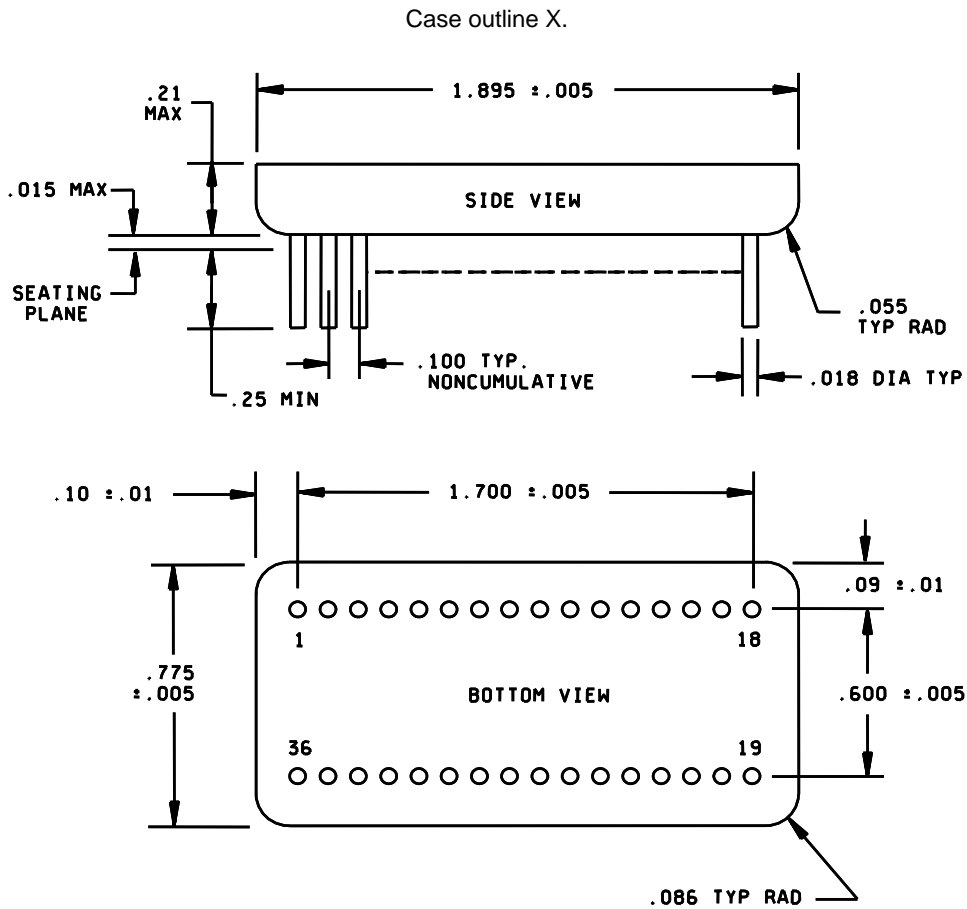 Case outline X.
1.895 ±.005
.21
MAX
.015 MAX
SIDE VIEW
SEATING
PLANE
.055
TYP RAD
.100 TYP.
NONCUMULATIVE
.018 DIA TYP
.25 MIN
.10 ±.01
1.700 ±.005
.09 ±.01
1
18
.775
±.005
BOTTOM VIEW
.600 ±.005
36
19
.086 TYP RAD